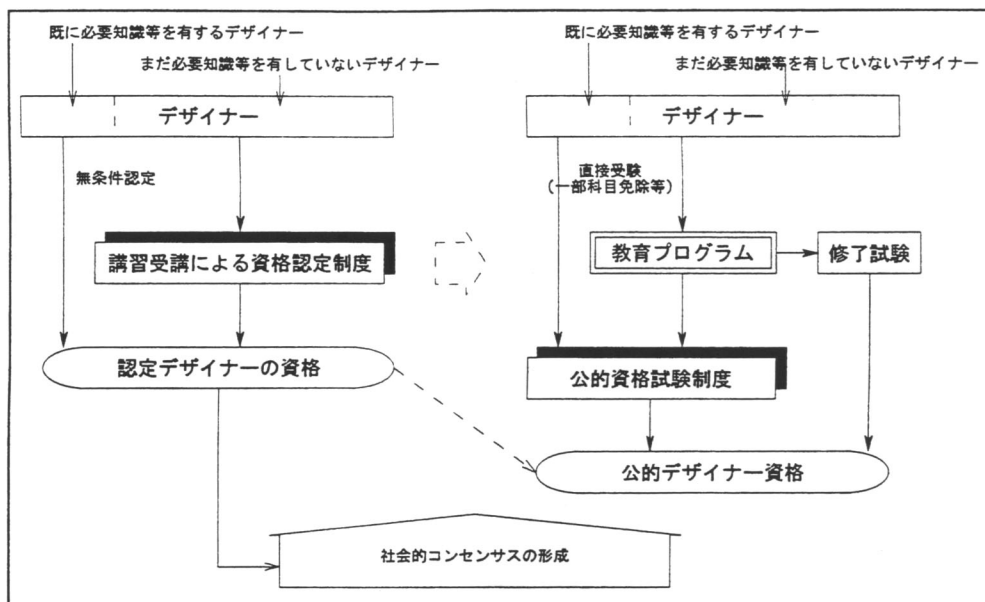 既に必要知識等を有するデザイナー
まだ必要知識等を有していないデザイナー
デザイナー
無条件認定
講習受講による資格認定制度
認定デザイナーの資格
既に必要知識等を有するデザイナー
まだ必要知識等を有していないデザイナー
デザイナー
直接受験
(一部科目免除等)
教育プログラム
修了試験
公的資格試験制度
公的デザイナー資格
社会的コンセンサスの形成